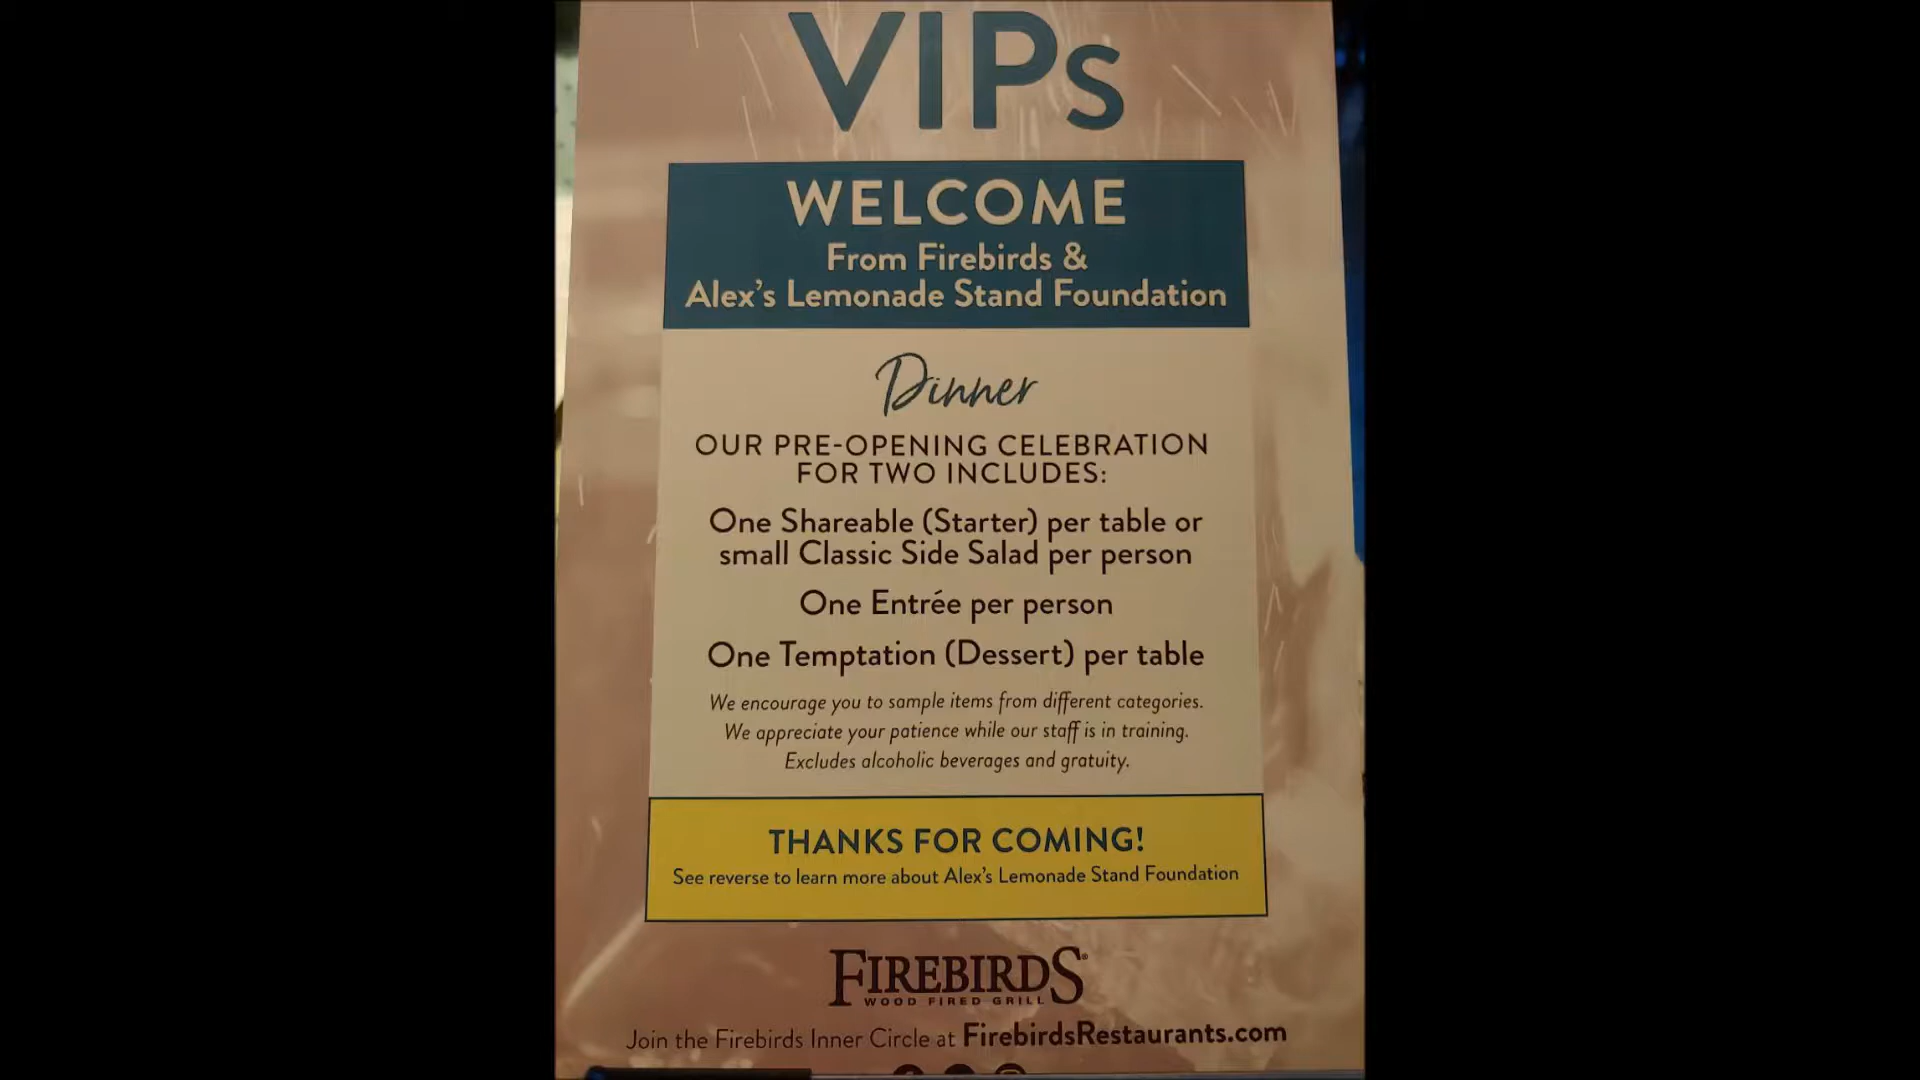 VIPs
WELCOME
From Firebirds &
Alex's Lemonade Stand Foundation
Dinner
OUR PRE-OPENING CELEBRATION
FOR TWO INCLUDES:
One Shareable (Starter) per table or
small Classic Side Salad per person
One Entrée per person
One Temptation (Dessert) per table
We encourage you to sample items from different categories.
We appreciate your patience while our staff is in training.
Excludes alcoholic beverages and gratuity.
THANKS FOR COMING!
See reverse to learn more about Alex's Lemonade Stand Foundation
FIREBIRDS®
WOOD FIRED GRILL
Join the Firebirds Inner Circle at FirebirdsRestaurants.com